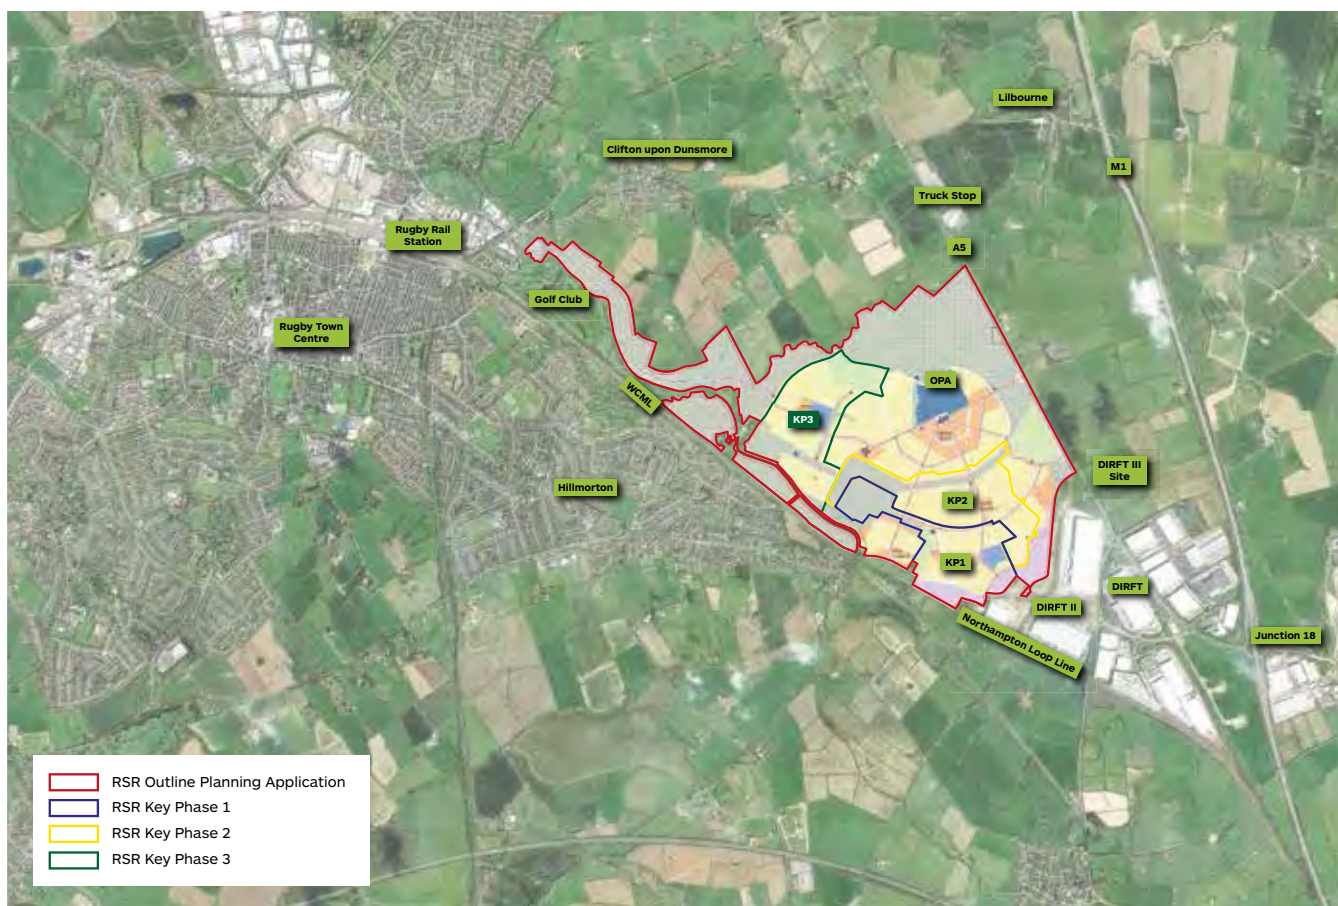 Lilbourne
Clifton upon Dunsmore
M1
Truck Stop
Rugby Rail
Station
A5
Golf Club
Rugby Town
Centre
OPA
WCML
KP3
DIRFT III
Site
Hillmorton
KP2
KP1
DIRFT
DIRFT II
Northampton Loop Line
Junction 18
RSR Outline Planning Application
RSR Key Phase 1
RSR Key Phase 2
RSR Key Phase 3